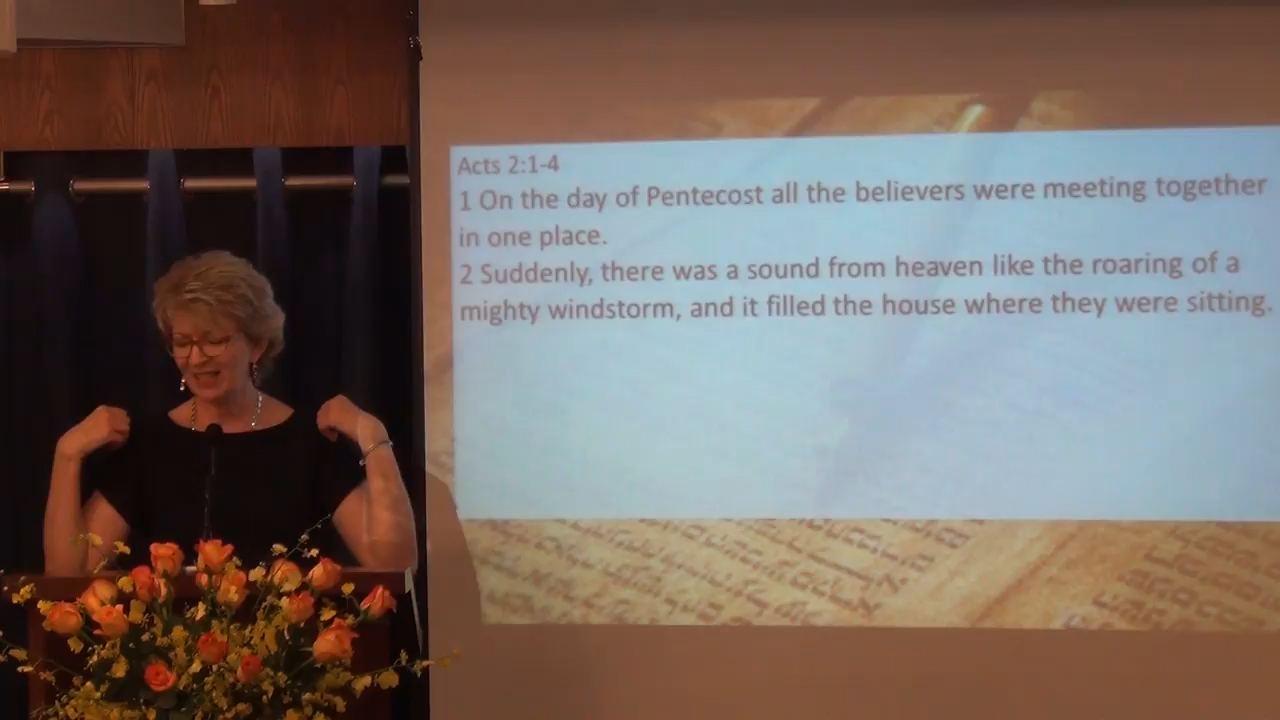 Acts 2:1-4
1 On the day of Pentecost all the believers were meeting together
in one place.
2 Suddenly, there was a sound from heaven like the roaring of a
mighty windstorm, and it filled the house where they were sitting.